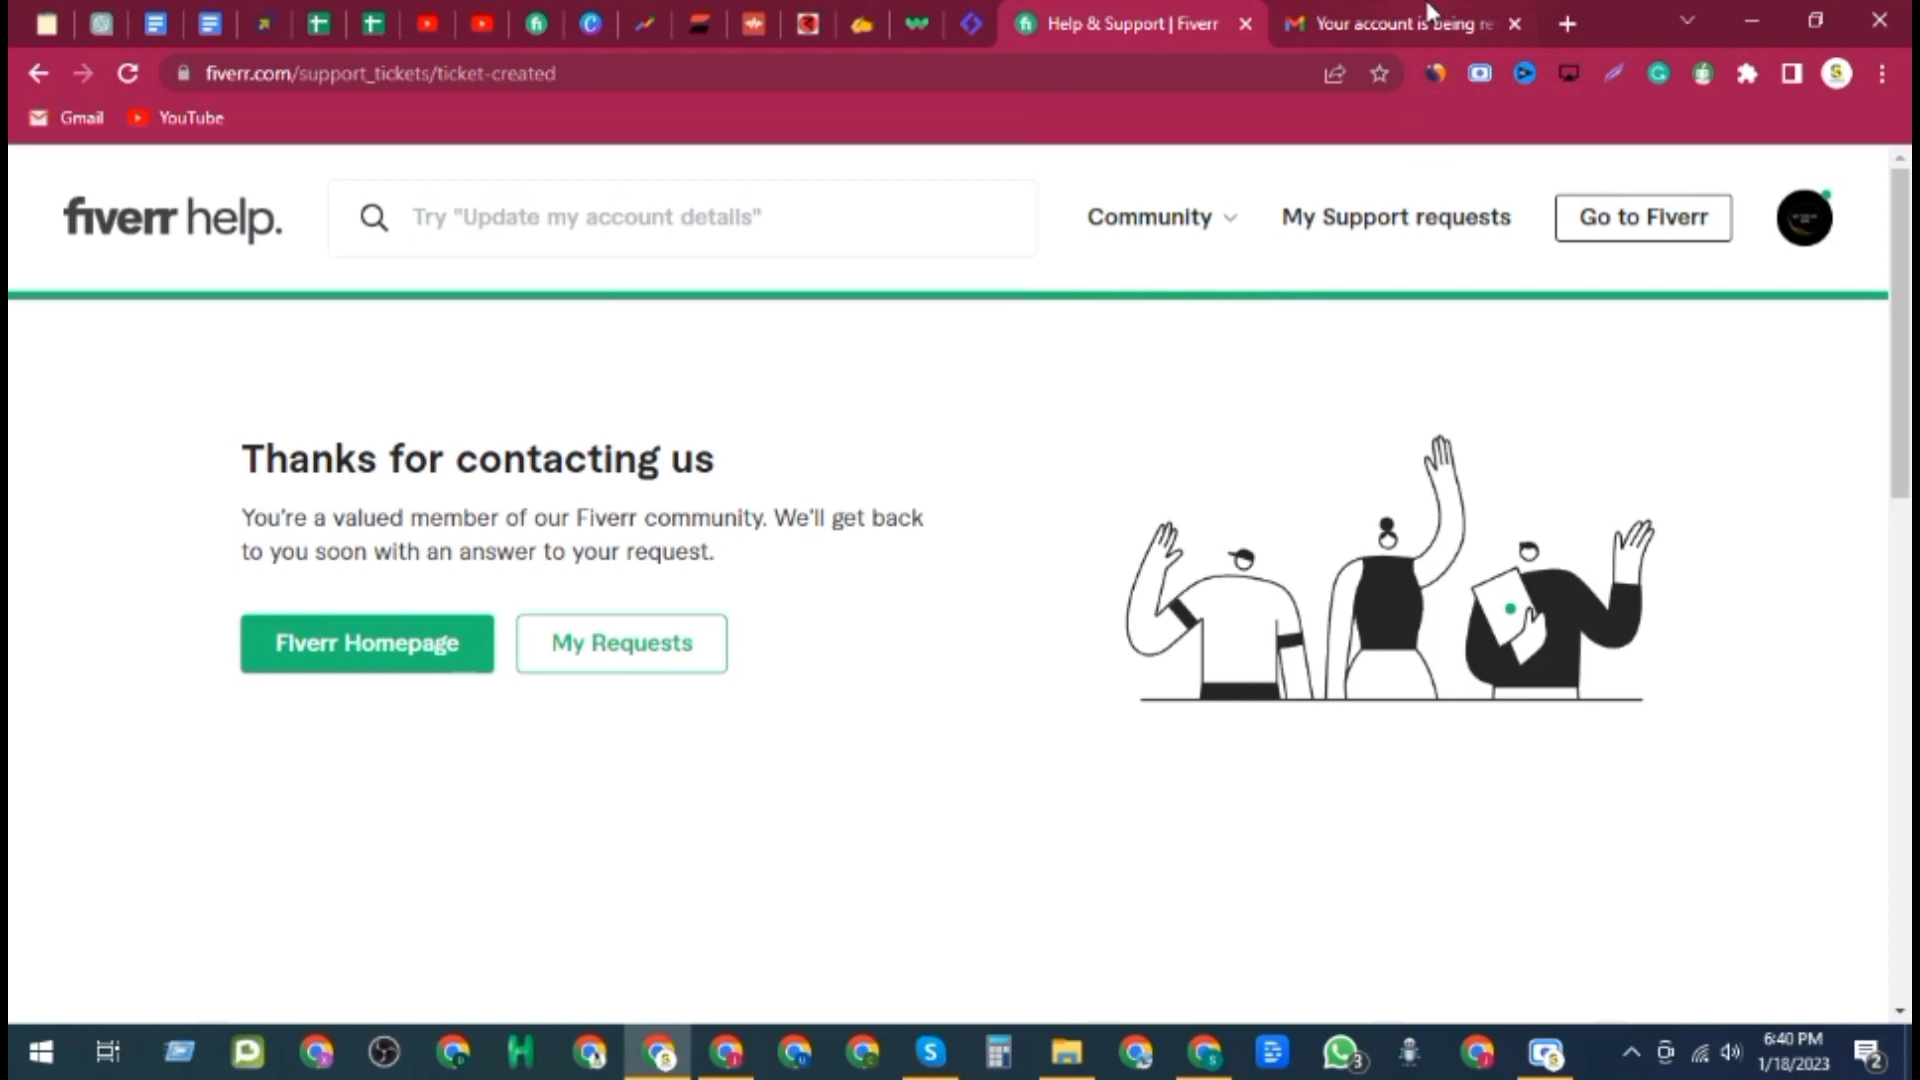 Help & Support | Fiverr
Your account is being re
fiverr.com/support_tickets/ticket-created
Gmail
YouTube
fiverr help.
Try "Update my account details"
Community
My Support requests
Go to Fiverr
Thanks for contacting us
You're a valued member of our Fiverr community. We'll get back
to you soon with an answer to your request.
Fiverr Homepage
My Requests
3
6:40 PM
1/18/2023
2